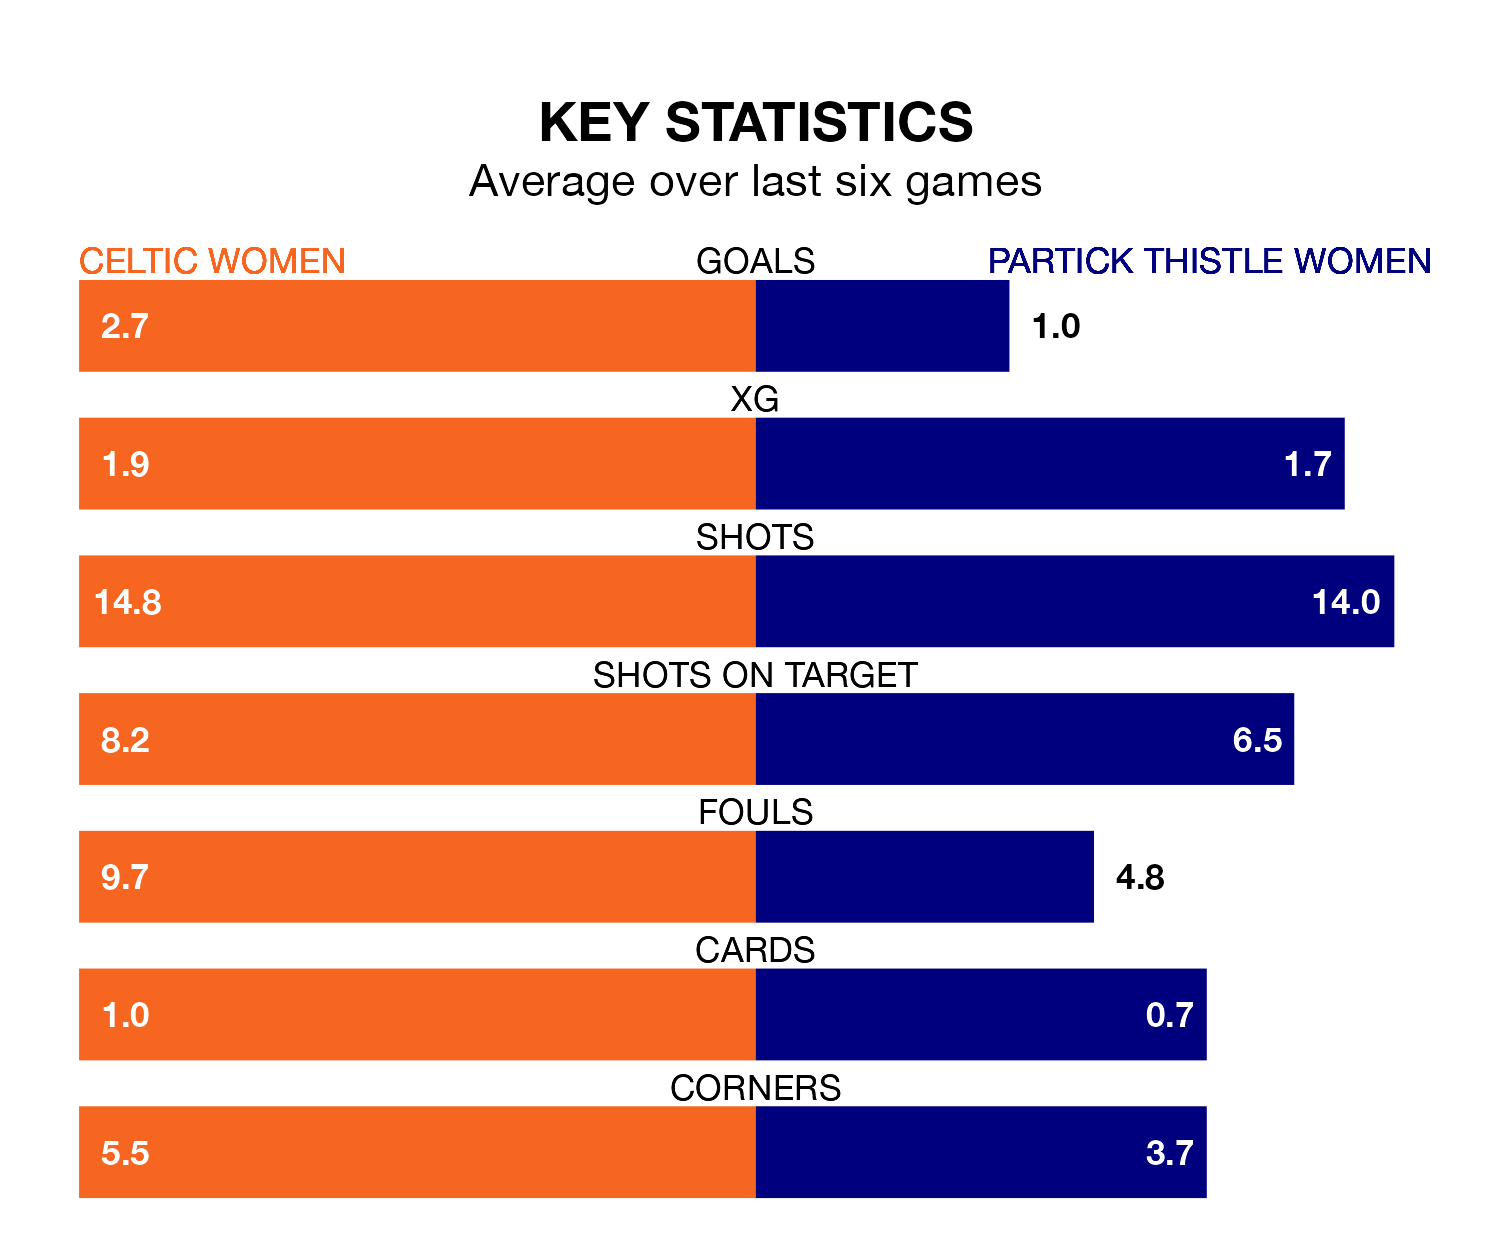 KEY STATISTICS
Average over last six games
CELTIC WOMEN GOALS PARTICK THISTLE WOMEN
2.7 1.0
XG
1.9 1.7
SHOTS
14.8 14.0
SHOTS ON TARGET
8.2 6.5
FOULS
9.7 4.8
CARDS
1.0 0.7
CORNERS
5.5 3.7